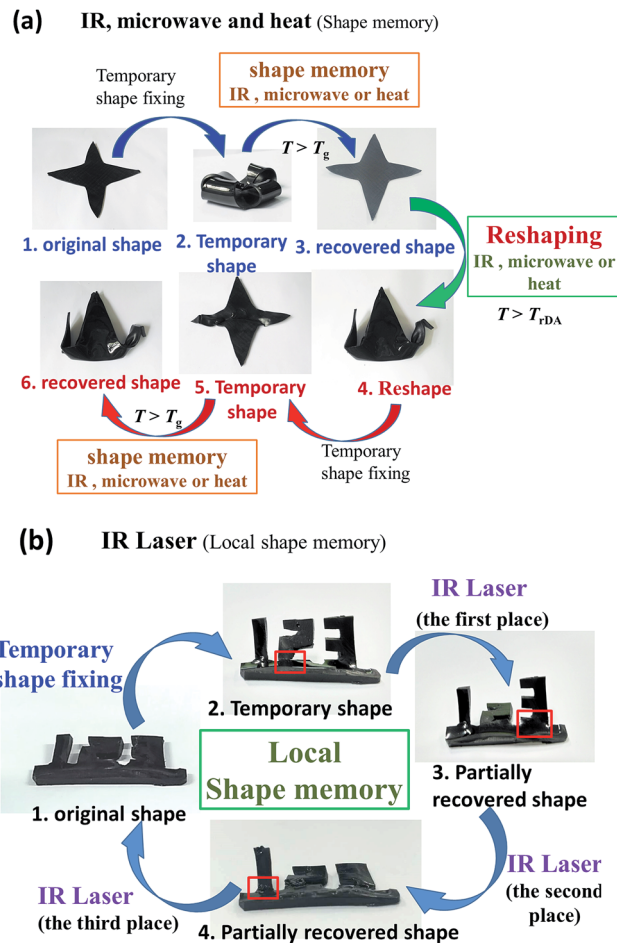 (a) IR, microwave and heat (Shape memory)
Temporary
shape fixing
shape memory
IR , microwave or heat
T > Tg
1. original shape
2. Temporary
shape
3. recovered shape
Reshaping
IR , microwave or
heat
T > TrDA
6. recovered shape
5. Temporary
shape
4. Reshape
T > Tg
shape memory
IR , microwave or heat
Temporary
shape fixing
(b) IR Laser (Local shape memory)
IR Laser
(the first place)
Temporary
shape fixing
2. Temporary shape
Local
Shape memory
3. Partially
recovered shape
1. original shape
IR Laser
(the third place)
IR Laser
(the second
place)
4. Partially recovered shape